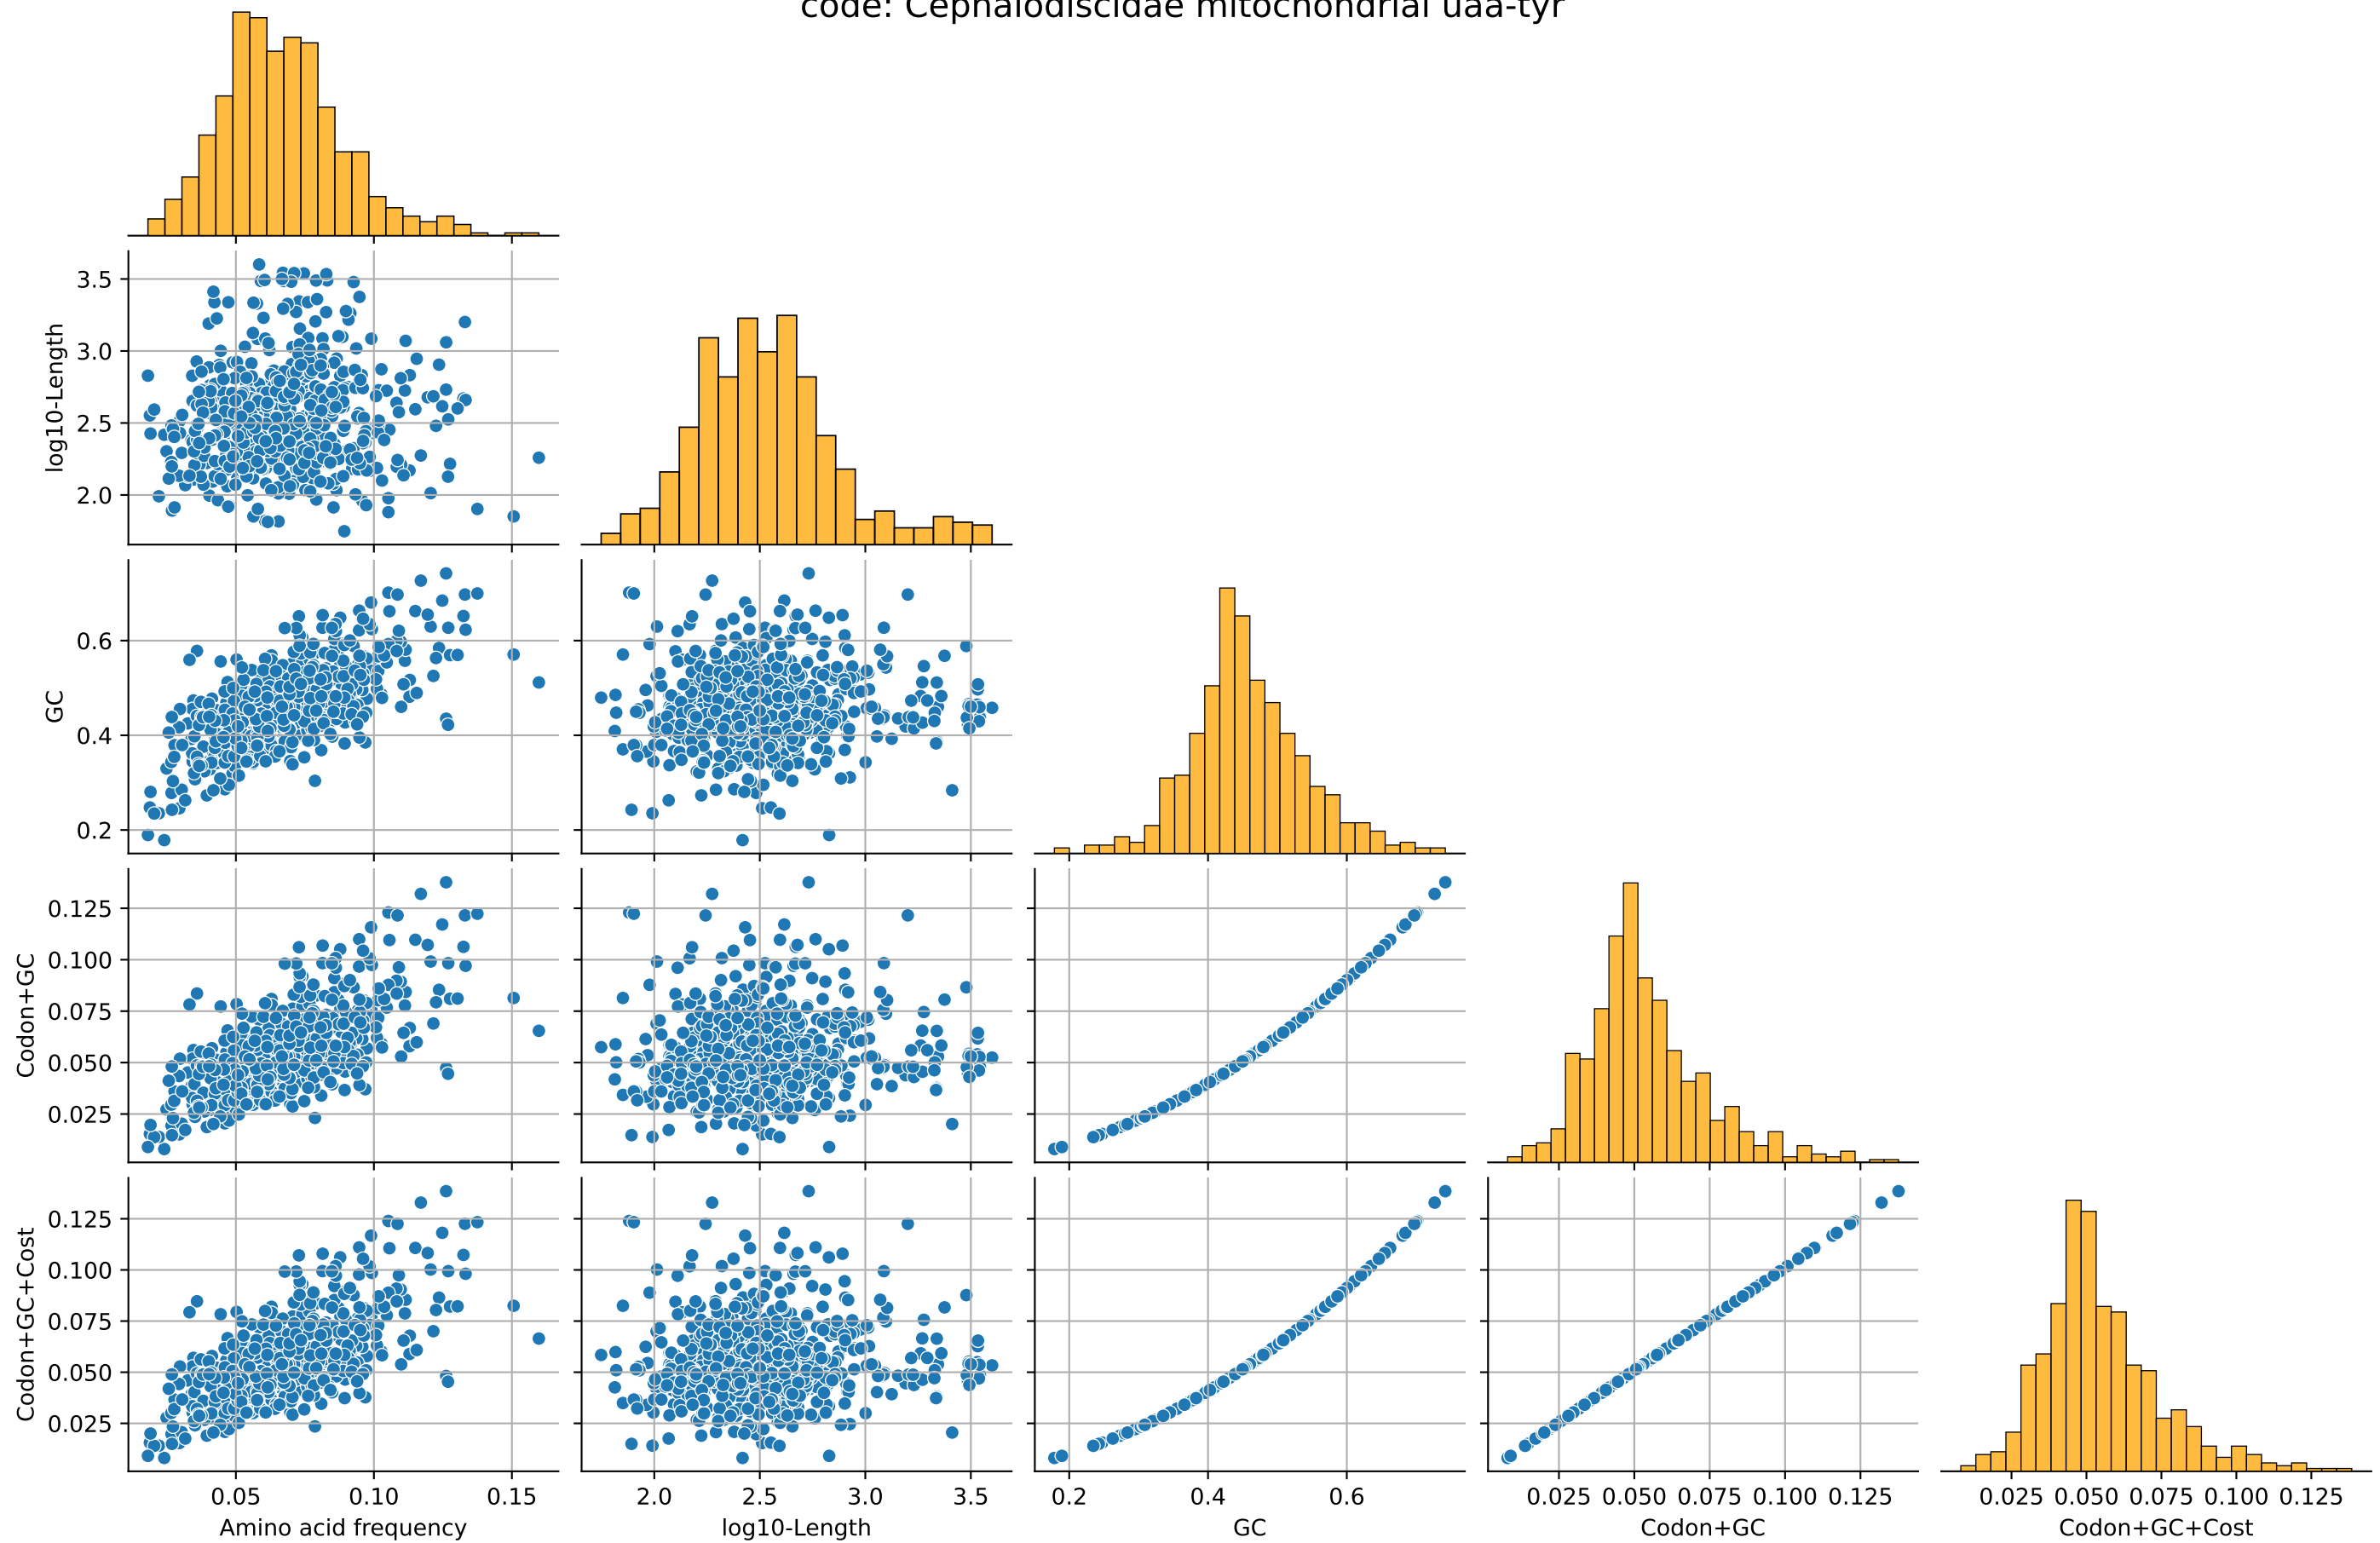 code: Cephalodiscidae mitochondrial uaa-tyr
3.5
3.0
2.5
2.0
log10-Length
0.6
0.4
0.2
GC
0.125
0.100
0.075
0.050
0.025
Codon+GC
0.125
0.100
0.075
0.050
0.025
Codon+GC+Cost
0.05 0.10 0.15 2.0 2.5 3.0 3.5 0.2 0.4 0.6 0.025 0.050 0.075 0.100 0.125 0.025 0.050 0.075 0.100 0.125
Amino acid frequency log10-Length GC Codon+GC Codon+GC+Cost